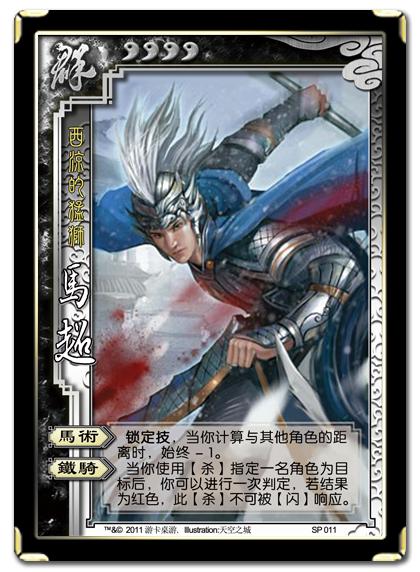 群
西涼的猛獅
馬超
馬術
锁定技，当你计算与其他角色的距
离时，始终-1。
鐵騎
当你使用【杀】指定一名角色为目
标后，你可以进行一次判定，若结果
为红色，此【杀】不可被【闪】响应。
™&© 2011 游卡桌游. Illustration:天空之城
SP 011